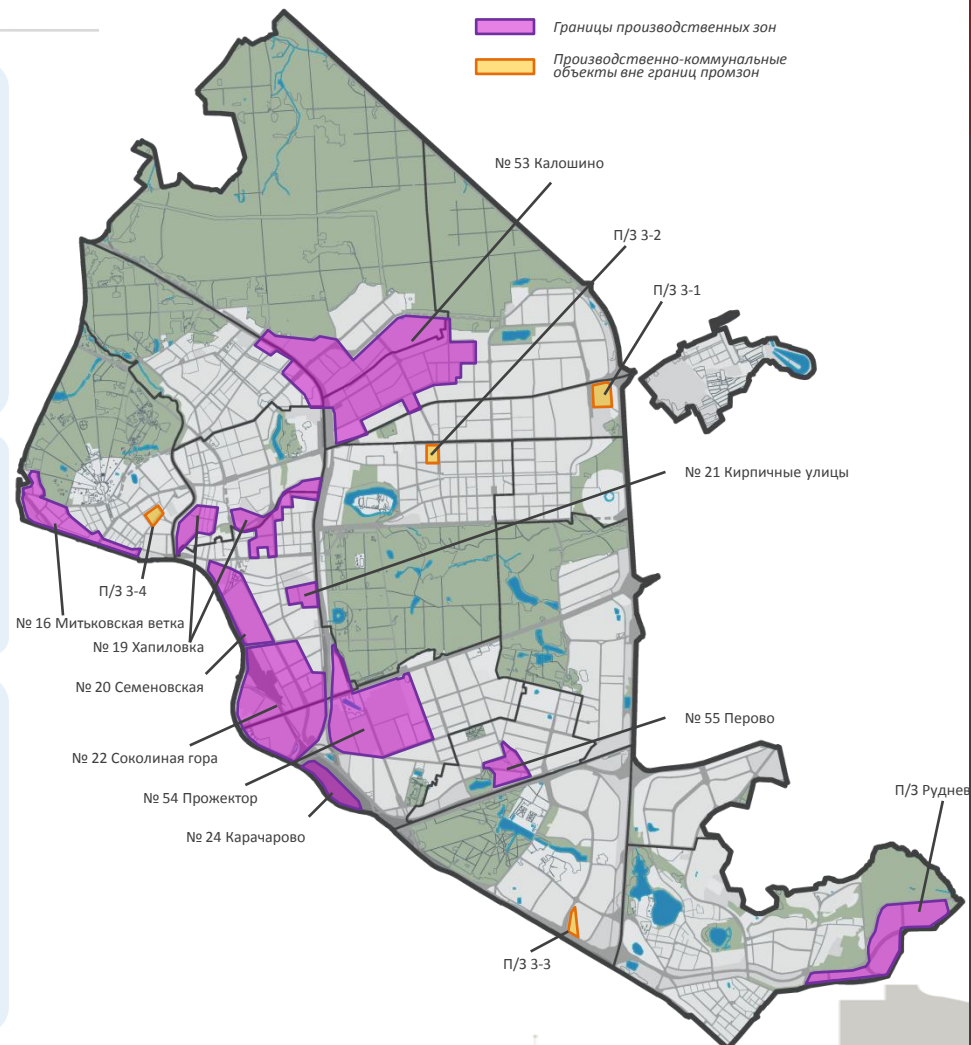 Границы производственных зон
Производственно-коммунальные
объекты вне границ промзон
№ 53 Калошино
П/З 3-2
П/З 3-1
№ 21 Кирпичные улицы
П/З 3-4
№ 16 Митьковская ветка
№ 19 Хапиловка
№ 20 Семеновская
№ 55 Перово
№ 22 Соколиная гора
П/З Руднев
№ 54 Прожектор
№ 24 Карачарово
П/З 3-3